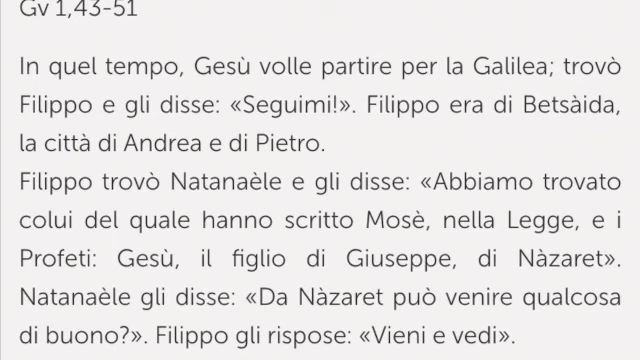 Gv 1,43-51
In quel tempo, Gesù volle partire per la Galilea; trovò
Filippo e gli disse: «Seguimi!». Filippo era di Betsàida,
la città di Andrea e di Pietro.
Filippo trovò Natanaèle e gli disse: «Abbiamo trovato
colui del quale hanno scritto Mosè, nella Legge, e i
Profeti: Gesù, il figlio di Giuseppe, di Nàzaret».
Natanaèle gli disse: «Da Nàzaret può venire qualcosa
di buono?». Filippo gli rispose: «Vieni e vedi».